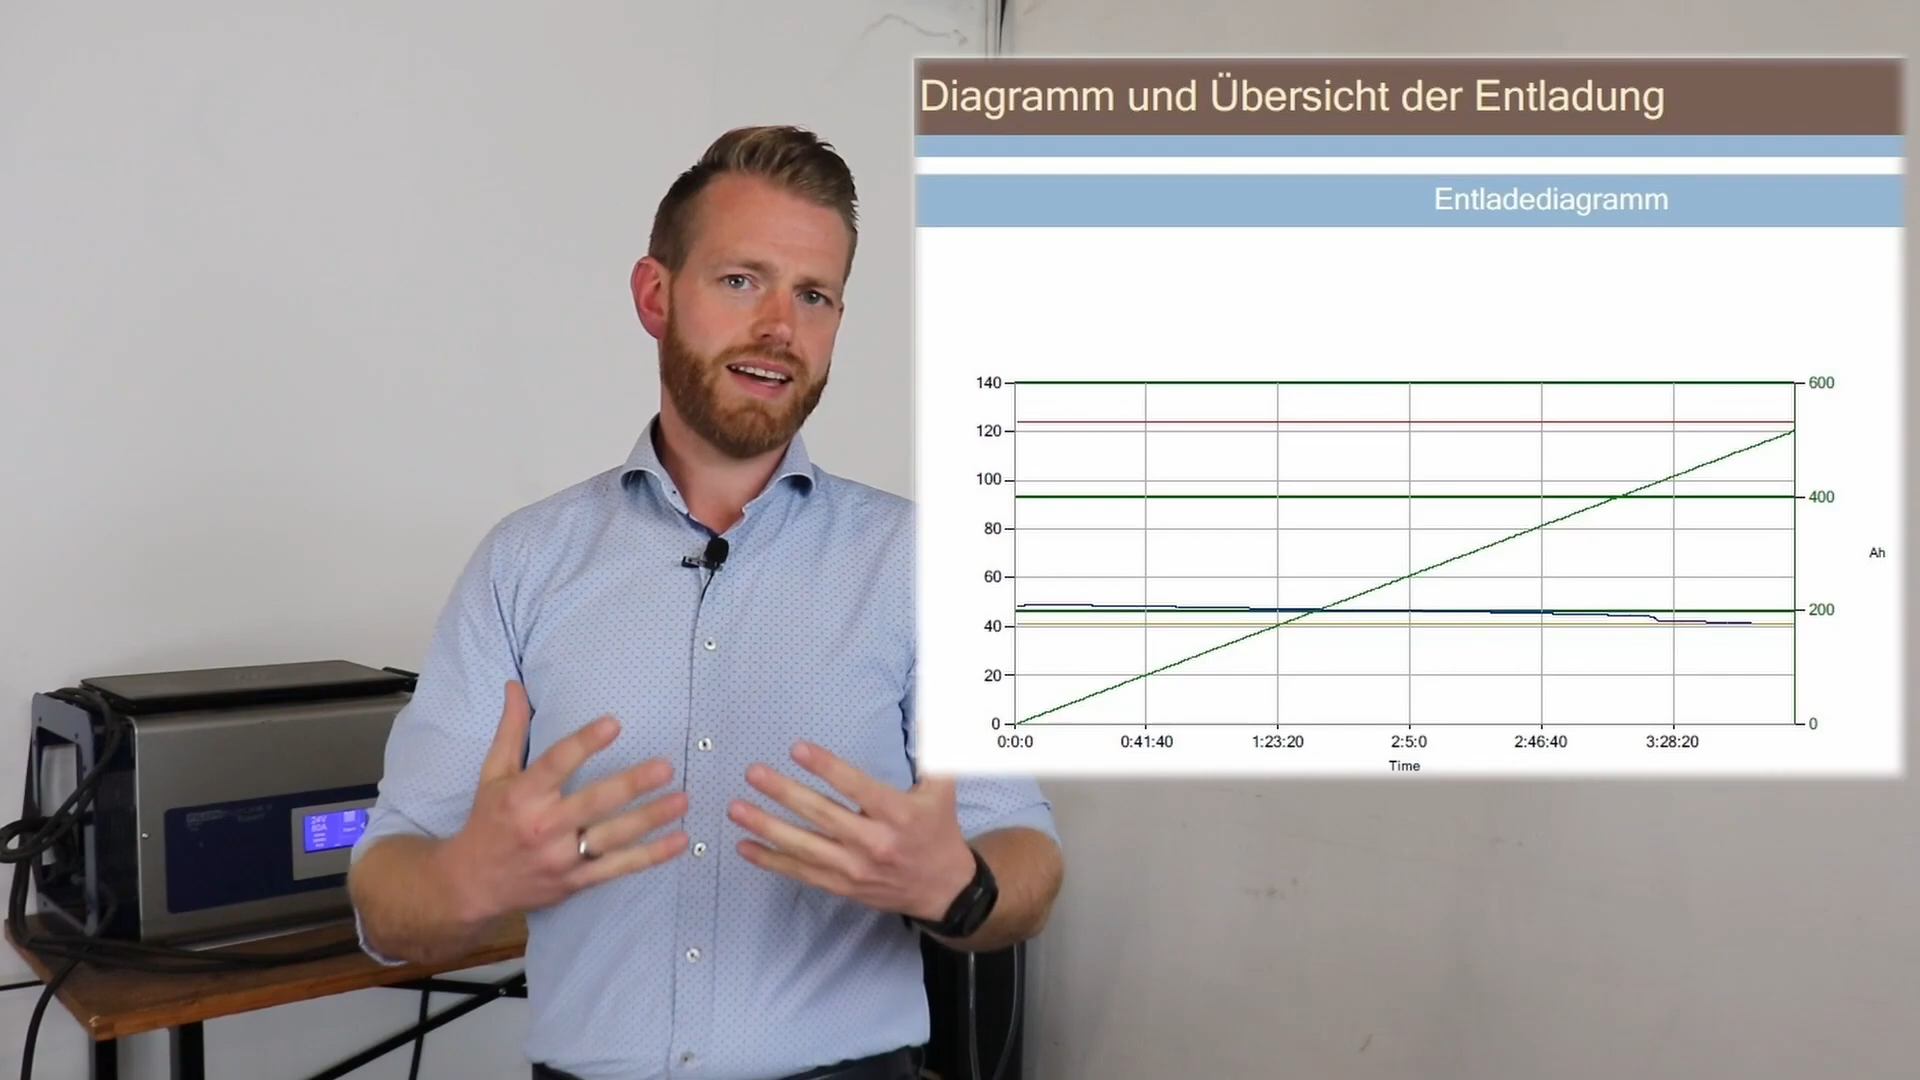 Diagramm und Übersicht der Entladung
Entladediagramm
140
120
100
80
60
40
20
0
600
400
200
0
Ah
0:0:0 0:41:40 1:23:20 2:5:0 2:46:40 3:28:20
Time
24V
80A